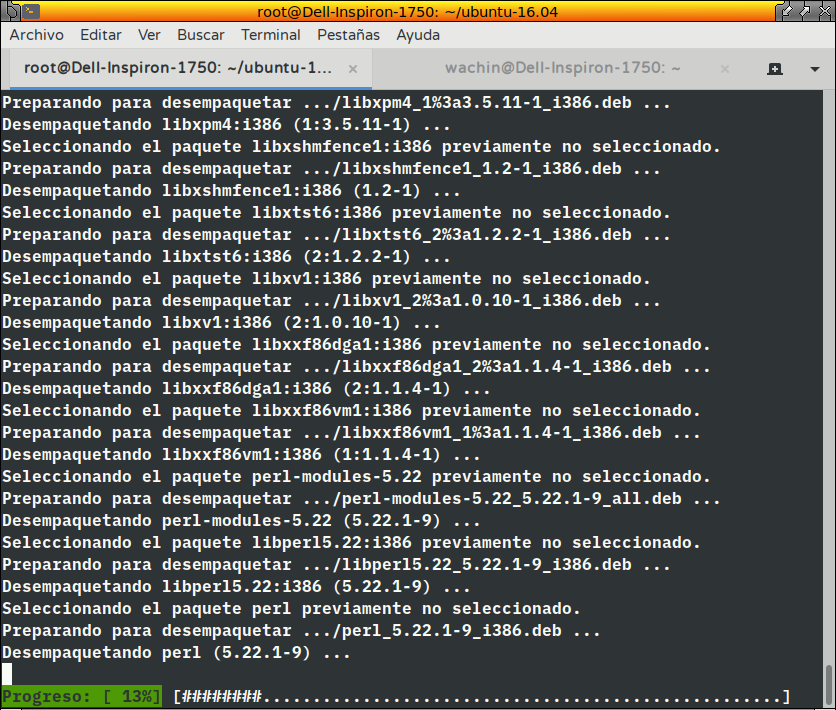 root@Dell-Inspiron-1750: ~/ubuntu-16.04
Archivo Editar Ver Buscar Terminal Pestañas Ayuda
root@Dell-Inspiron-1750: ~/ubuntu-1... × wachin@Dell-Inspiron-1750: ~ ×
Preparando para desempaquetar .../libxpm4_1%3a3.5.11-1_i386.deb ...
Desempaquetando libxpm4:i386 (1:3.5.11-1) ...
Seleccionando el paquete libxshmfence1:i386 previamente no seleccionado.
Preparando para desempaquetar .../libxshmfence1_1.2-1_i386.deb ...
Desempaquetando libxshmfence1:i386 (1.2-1) ...
Seleccionando el paquete libxtst6:i386 previamente no seleccionado.
Preparando para desempaquetar .../libxtst6_2%3a1.2.2-1_i386.deb ...
Desempaquetando libxtst6:i386 (2:1.2.2-1) ...
Seleccionando el paquete libxv1:i386 previamente no seleccionado.
Preparando para desempaquetar .../libxv1_2%3a1.0.10-1_i386.deb ...
Desempaquetando libxv1:i386 (2:1.0.10-1) ...
Seleccionando el paquete libxxf86dga1:i386 previamente no seleccionado.
Preparando para desempaquetar .../libxxf86dga1_2%3a1.1.4-1_i386.deb ...
Desempaquetando libxxf86dga1:i386 (2:1.1.4-1) ...
Seleccionando el paquete libxxf86vm1:i386 previamente no seleccionado.
Preparando para desempaquetar .../libxxf86vm1_1%3a1.1.4-1_i386.deb ...
Desempaquetando libxxf86vm1:i386 (1:1.1.4-1) ...
Seleccionando el paquete perl-modules-5.22 previamente no seleccionado.
Preparando para desempaquetar .../perl-modules-5.22_5.22.1-9_all.deb ...
Desempaquetando perl-modules-5.22 (5.22.1-9) ...
Seleccionando el paquete libperl5.22:i386 previamente no seleccionado.
Preparando para desempaquetar .../libperl5.22_5.22.1-9_i386.deb ...
Desempaquetando libperl5.22:i386 (5.22.1-9) ...
Seleccionando el paquete perl previamente no seleccionado.
Preparando para desempaquetar .../perl_5.22.1-9_i386.deb ...
Desempaquetando perl (5.22.1-9) ...
Progreso: [ 13%] [########....................................................]